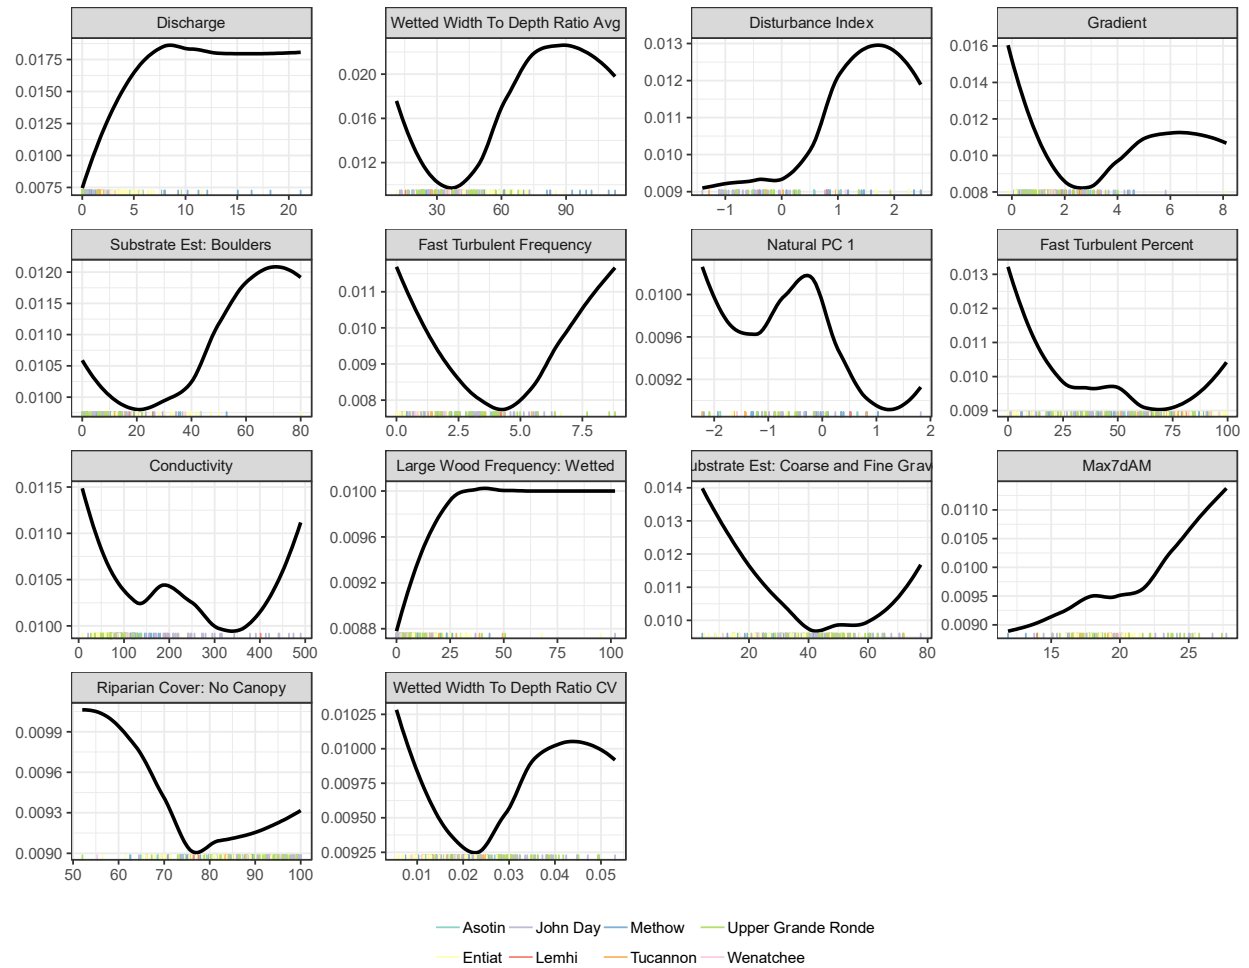 Discharge
Wetted Width To Depth Ratio Avg
Disturbance Index
Gradient
0.0175
0.0150
0.0125
0.0100
0.0075
0 5 10 15 20
0.020
0.016
0.012
30 60 90
0.013
0.012
0.011
0.010
0.009
−1 0 1 2
0.016
0.014
0.012
0.010
0.008
0 2 4 6 8
Substrate Est: Boulders
Fast Turbulent Frequency
Natural PC 1
Fast Turbulent Percent
0.0120
0.0115
0.0110
0.0105
0.0100
0 20 40 60 80
0.011
0.010
0.009
0.008
0.0 2.5 5.0 7.5
0.0100
0.0096
0.0092
−2 −1 0 1 2
0.013
0.012
0.011
0.010
0.009
0 25 50 75 100
Conductivity
Large Wood Frequency: Wetted
ubstrate Est: Coarse and Fine Grav
Max7dAM
0.0115
0.0110
0.0105
0.0100
0 100 200 300 400 500
0.0100
0.0096
0.0092
0.0088
0 25 50 75 100
0.014
0.013
0.012
0.011
0.010
20 40 60 80
0.0110
0.0105
0.0100
0.0095
0.0090
15 20 25
Riparian Cover: No Canopy
Wetted Width To Depth Ratio CV
0.0099
0.0096
0.0093
0.0090
50 60 70 80 90 100
0.01025
0.01000
0.00975
0.00950
0.00925
0.01 0.02 0.03 0.04 0.05
Asotin John Day Methow Upper Grande Ronde
Entiat Lemhi Tucannon Wenatchee